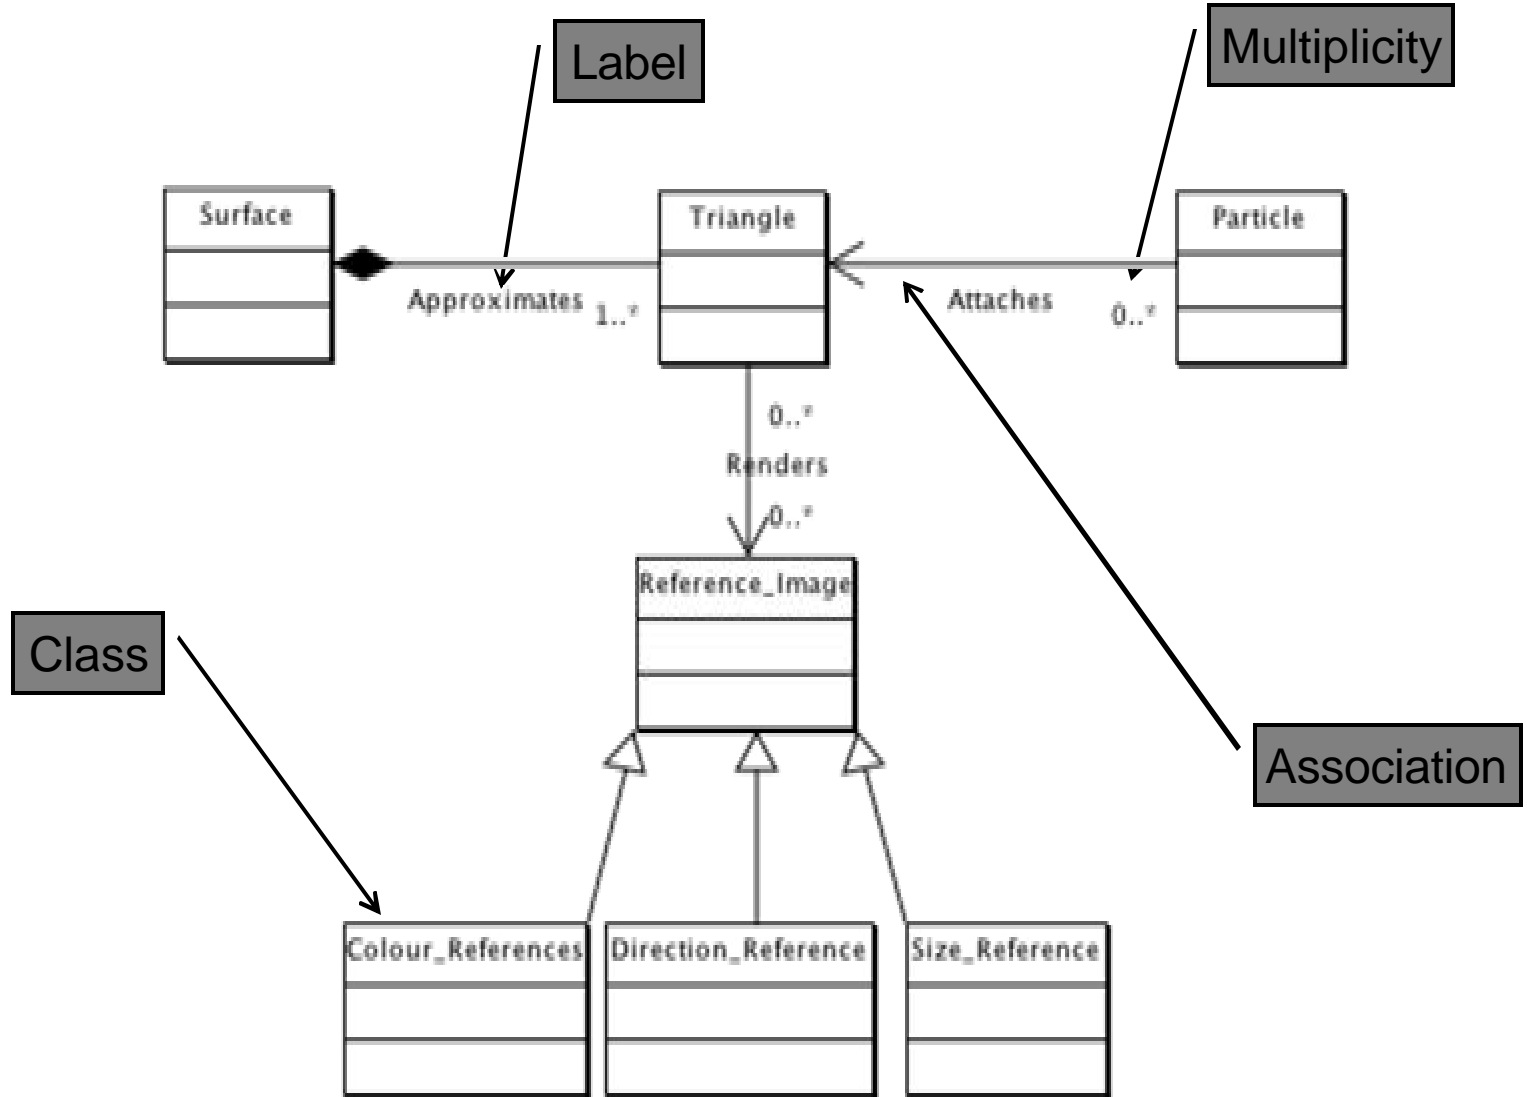 Label
Multiplicity
Surface
Triangle
Particle
Approximates
1..*
Attaches
0..*
0..*
Renders
0..*
Reference_Image
Class
Association
Colour_References
Direction_Reference
Size_Reference